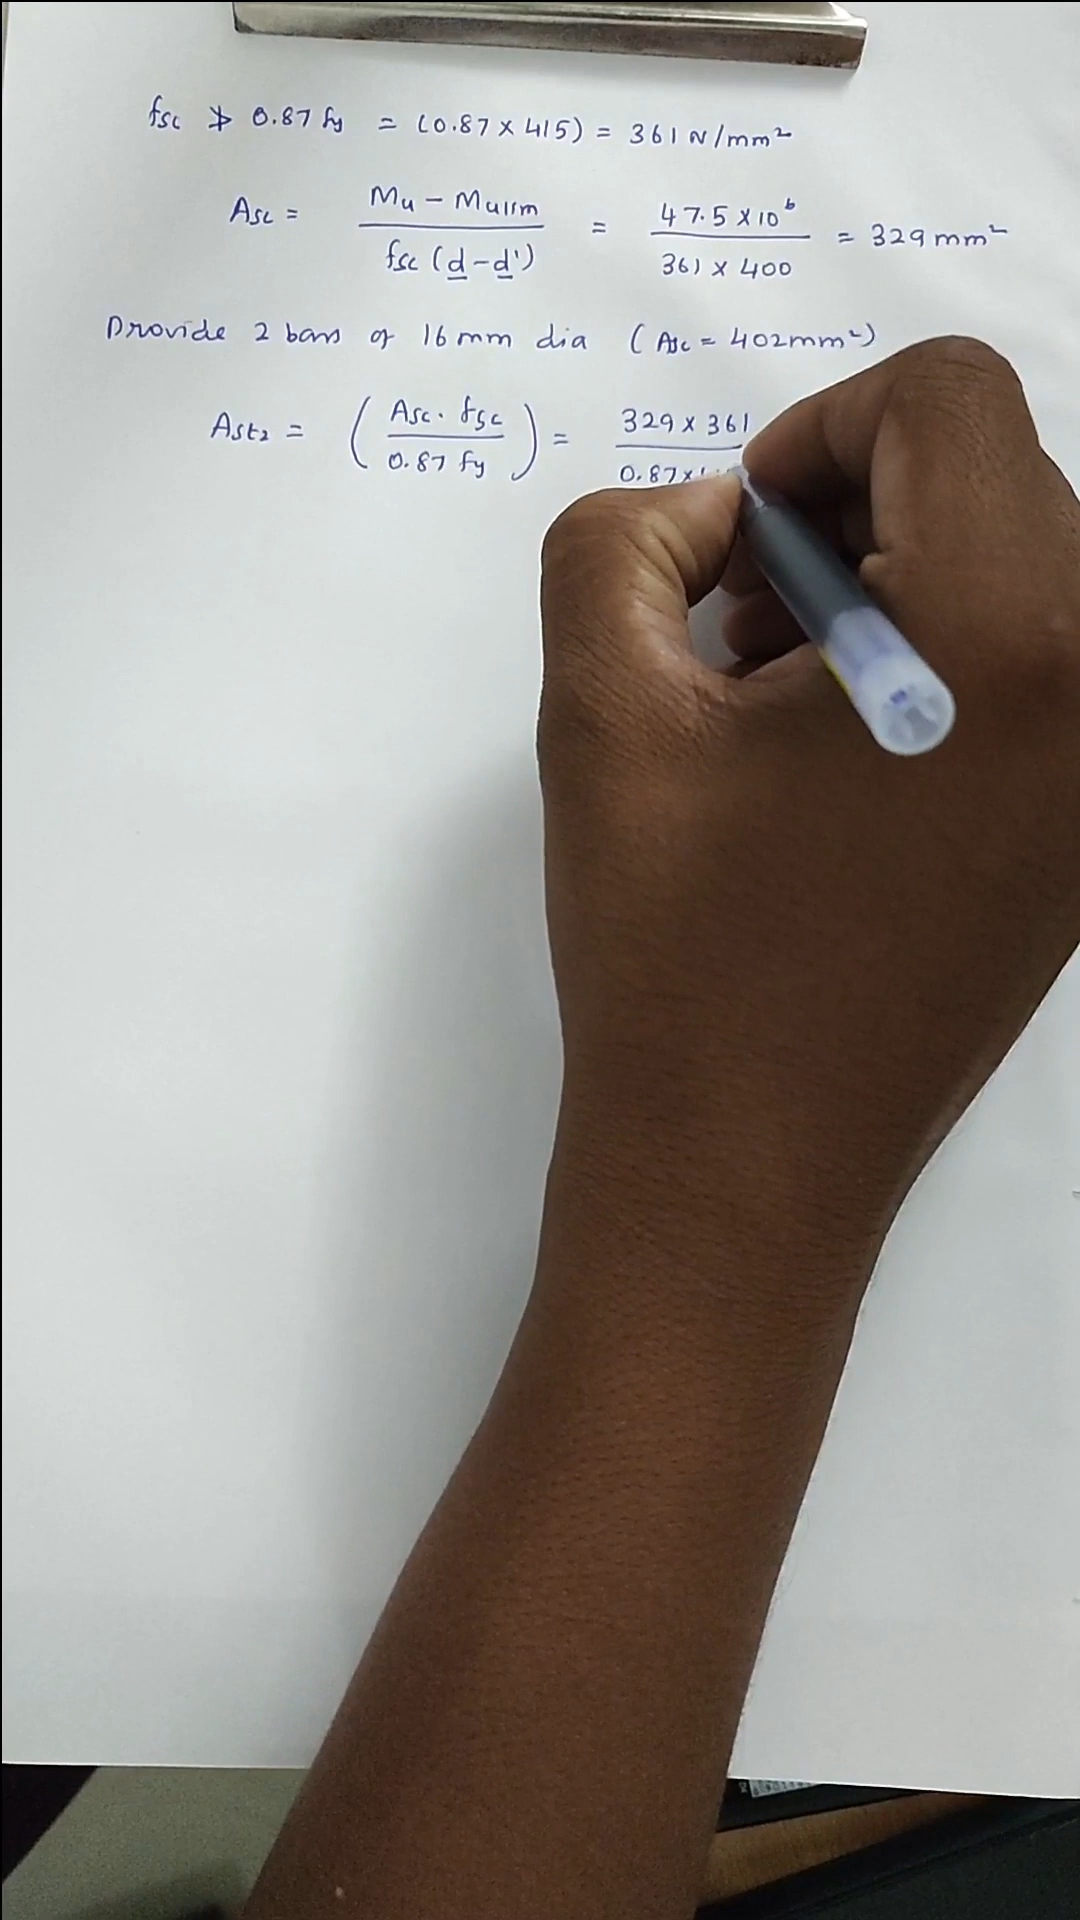 fsc ≯ 0.87 fy = (0.87 × 415) = 361 N/mm²
Asc = (Mu - Mulim) / (fsc (d - d')) = (47.5 × 10⁶) / (361 × 400) = 329 mm²
Provide 2 bars of 16 mm dia (Asc = 402mm²)
Ast₂ = (Asc. fsc / 0.87 fy) = 329 × 361 / 0.87×